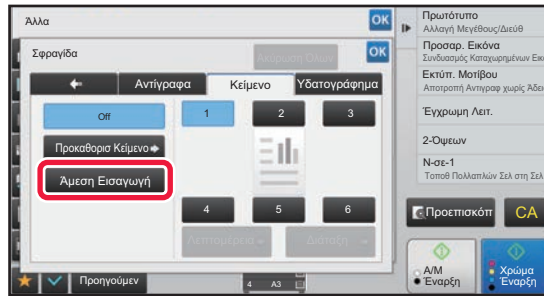 Άλλα
OK
Σφραγίδα
Ακύρωση Όλων
OK
Αντίγραφα
Κείμενο
Υδατογράφημα
Off
1
2
3
Προκαθορισ Κείμενο
Άμεση Εισαγωγή
4
5
6
Λεπτομέρεια
Διάταξη
Προηγούμεν
4
A3
Πρωτότυπο
Αλλαγή Μεγέθους/Διεύθ
Προσαρ. Εικόνα
Συνδυασμός Καταχωρημένων Εικ
Εκτύπ. Μοτίβου
Αποτροπή Αντιγραφ χωρίς Άδει
Έγχρωμη Λειτ.
2-Όψεων
N-σε-1
Τοποθ Πολλαπλών Σελ στη Σελ
Προεπισκόπ
CA
A/M
Έναρξη
Χρώμα
Έναρξη